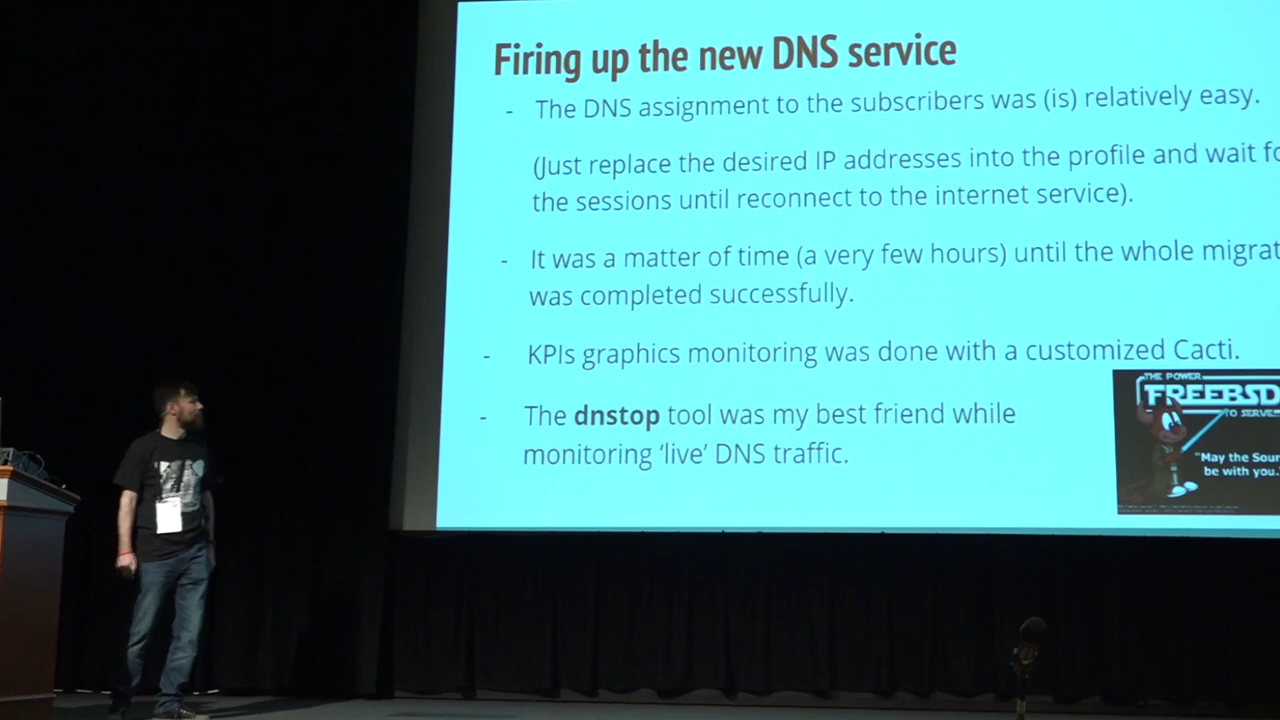 Firing up the new DNS service
- The DNS assignment to the subscribers was (is) relatively easy.
(Just replace the desired IP addresses into the profile and wait fo
the sessions until reconnect to the internet service).
- It was a matter of time (a very few hours) until the whole migrat
was completed successfully.
- KPIs graphics monitoring was done with a customized Cacti.
- The dnstop tool was my best friend while
monitoring ‘live’ DNS traffic.
THE POWER
FREEBSD
TO SERVE
"May the Sour
be with you."